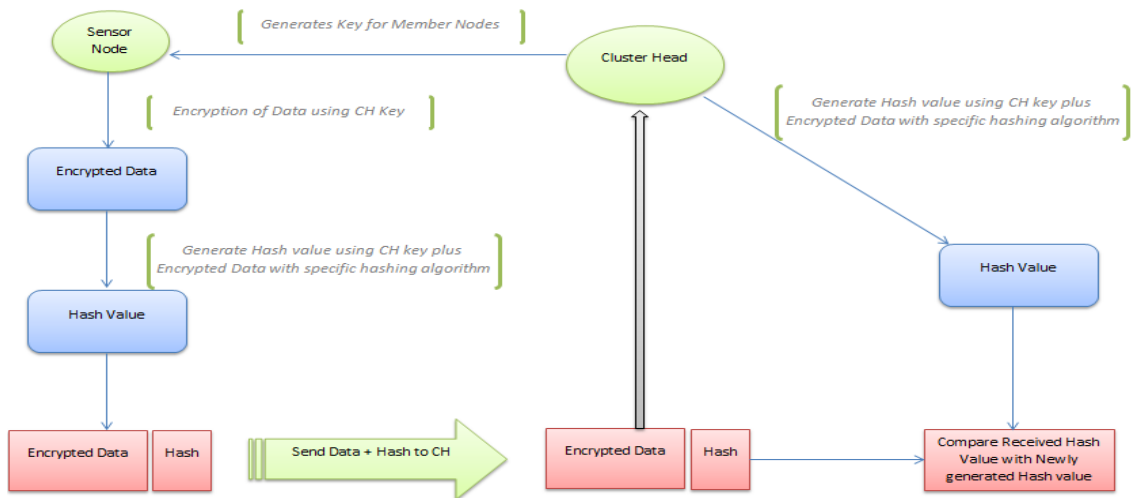 Sensor
Node
Generates Key for Member Nodes
Cluster Head
Encryption of Data using CH Key
Generate Hash value using CH key plus
Encrypted Data with specific hashing algorithm
Encrypted Data
Generate Hash value using CH key plus
Encrypted Data with specific hashing algorithm
Hash Value
Hash Value
Encrypted Data
Hash
Send Data + Hash to CH
Encrypted Data
Hash
Compare Received Hash
Value with Newly
generated Hash value